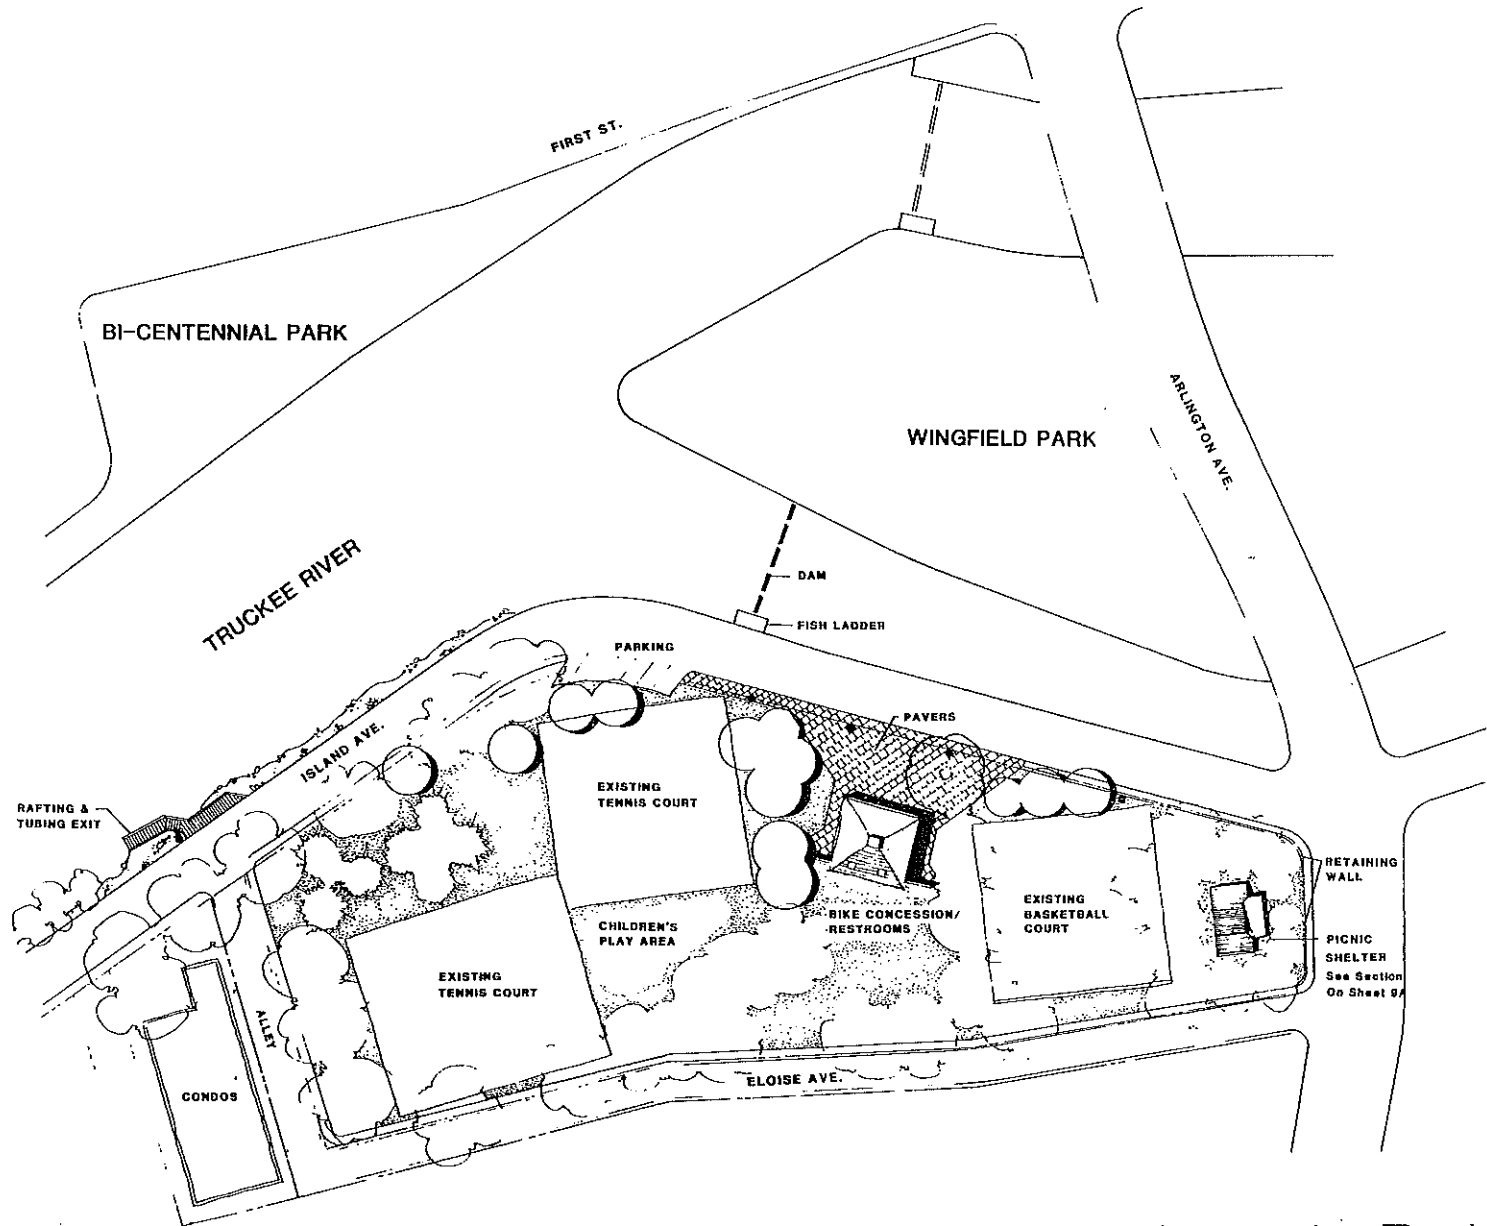 FIRST ST.
BI-CENTENNIAL PARK
ARLINGTON AVE.
WINGFIELD PARK
TRUCKEE RIVER
DAM
FISH LADDER
PARKING
PAVERS
ISLAND AVE.
RAFTING &
TUBING EXIT
EXISTING
TENNIS COURT
RETAINING
WALL
CHILDREN'S
PLAY AREA
BIKE CONCESSION/
RESTROOMS
EXISTING
BASKETBALL
COURT
PICNIC
SHELTER
See Section
On Sheet 9A
EXISTING
TENNIS COURT
ALLEY
CONDOS
ELOISE AVE.